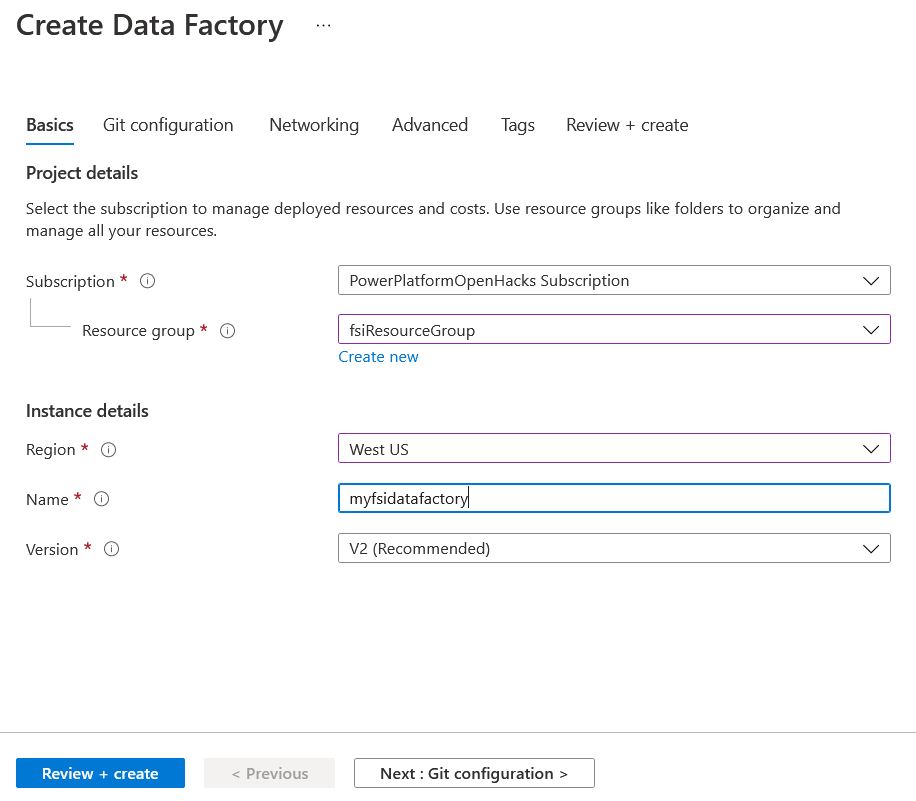 Create Data Factory ...
Basics Git configuration Networking Advanced Tags Review + create
Project details
Select the subscription to manage deployed resources and costs. Use resource groups like folders to organize and
manage all your resources.
Subscription * PowerPlatformOpenHacks Subscription
Resource group * fsiResourceGroup
Create new
Instance details
Region * West US
Name * myfsidatafactory
Version * V2 (Recommended)
Review + create < Previous Next : Git configuration >